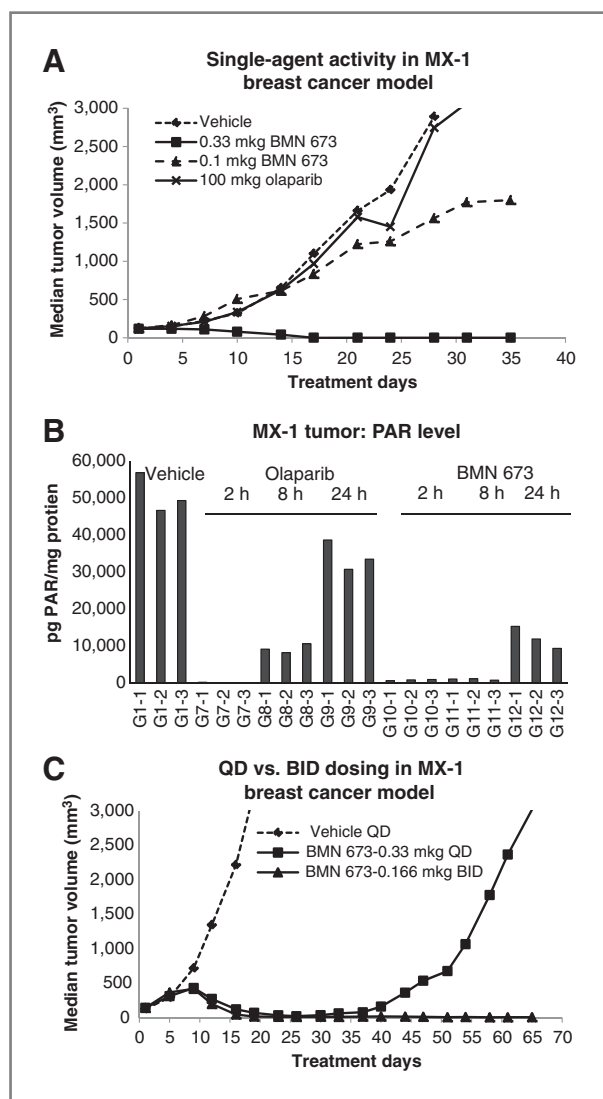 A
Single-agent activity in MX-1
breast cancer model
Median tumor volume (mm³)
3,000
2,500
2,000
1,500
1,000
500
0
Vehicle
0.33 mkg BMN 673
0.1 mkg BMN 673
100 mkg olaparib
0 5 10 15 20 25 30 35 40
Treatment days
B
MX-1 tumor: PAR level
pg PAR/mg protien
60,000
50,000
40,000
30,000
20,000
10,000
0
Vehicle Olaparib BMN 673
2 h 8 h 24 h 2 h 8 h 24 h
G1-1
G1-2
G1-3
G7-1
G7-2
G7-3
G8-1
G8-2
G8-3
G9-1
G9-2
G9-3
G10-1
G10-2
G10-3
G11-1
G11-2
G11-3
G12-1
G12-2
G12-3
C
QD vs. BID dosing in MX-1
breast cancer model
Median tumor volume (mm³)
3,000
2,500
2,000
1,500
1,000
500
0
Vehicle QD
BMN 673-0.33 mkg QD
BMN 673-0.166 mkg BID
0 5 10 15 20 25 30 35 40 45 50 55 60 65 70
Treatment days